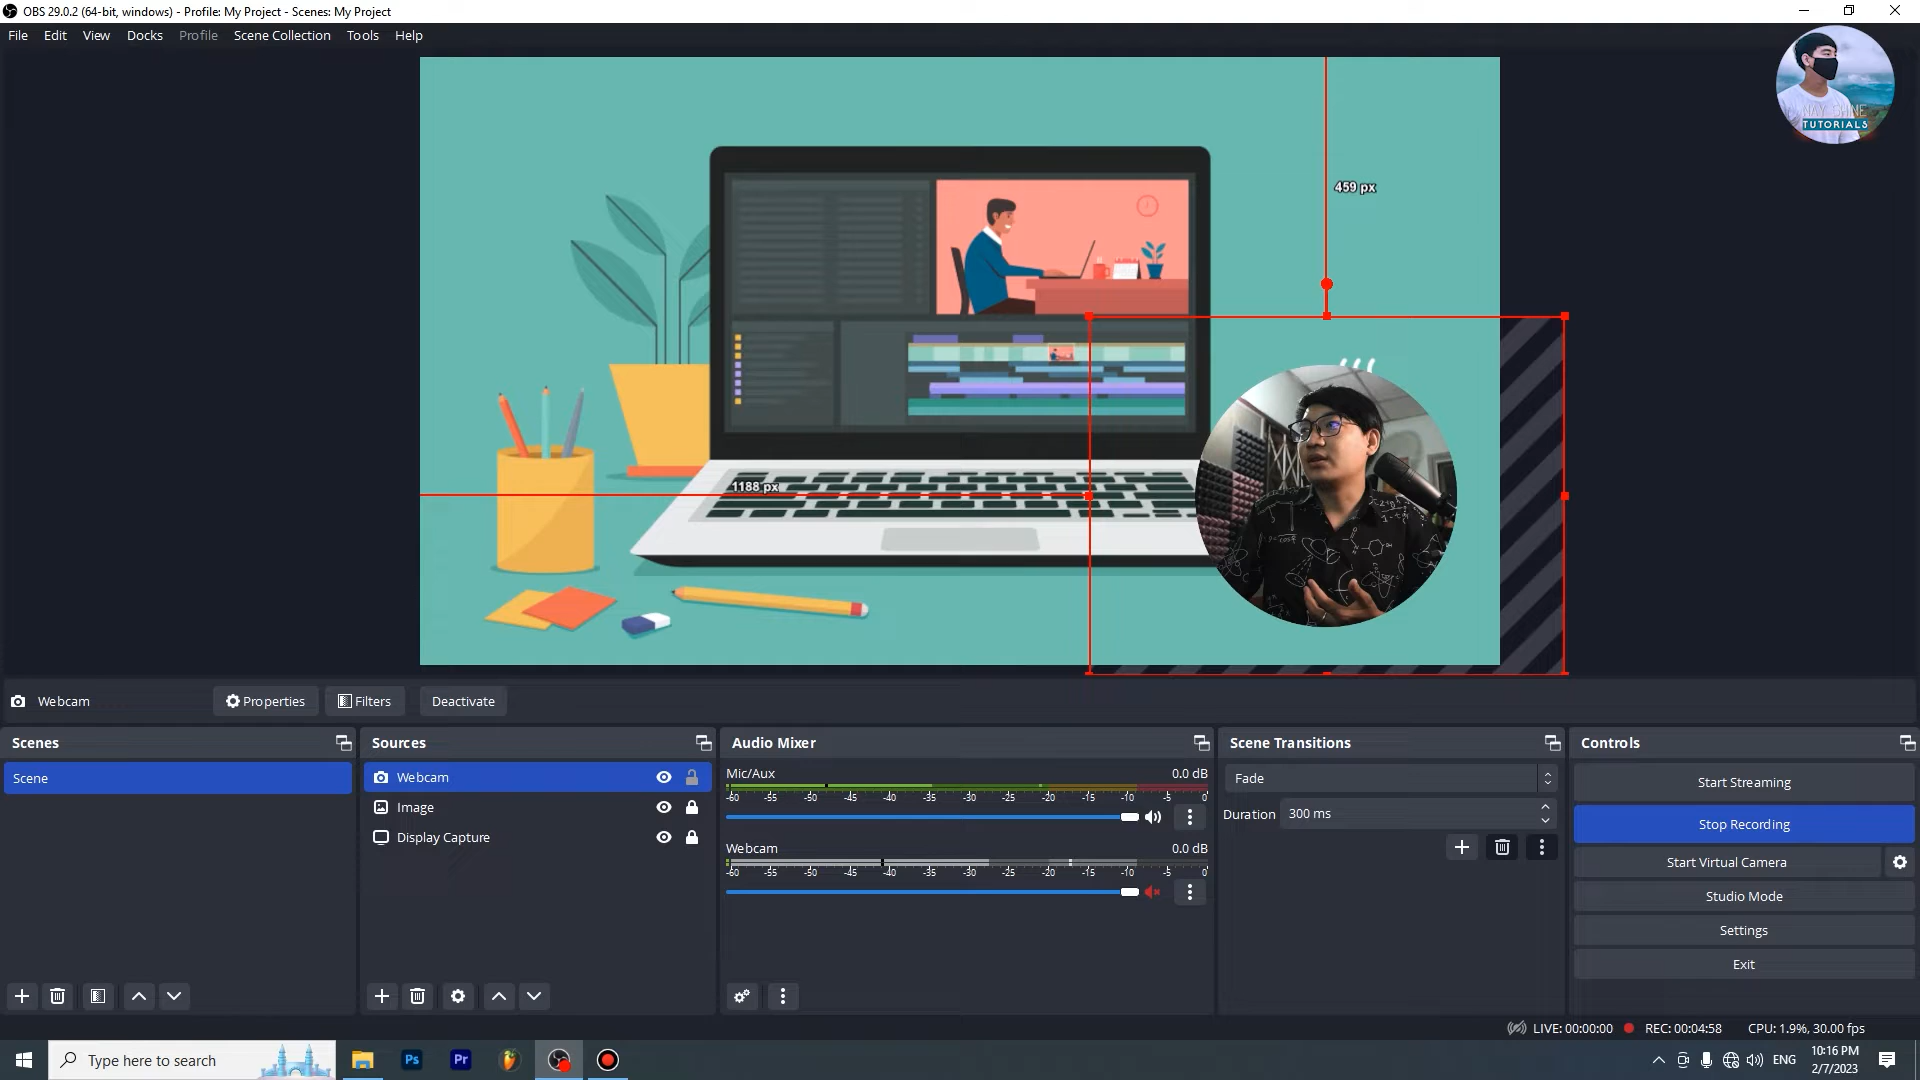 OBS 29.0.2 (64-bit, windows) - Profile: My Project - Scenes: My Project
File Edit View Docks Profile Scene Collection Tools Help
NAY SHINE
TUTORIALS
459 px
1188 px
Webcam Properties Filters Deactivate
Scenes
Scene
Sources
Webcam
Image
Display Capture
Audio Mixer
Mic/Aux 0.0 dB
-60 -55 -50 -45 -40 -35 -30 -25 -20 -15 -10 -5 0
Webcam 0.0 dB
-60 -55 -50 -45 -40 -35 -30 -25 -20 -15 -10 -5 0
Scene Transitions
Fade
Duration 300 ms
Controls
Start Streaming
Stop Recording
Start Virtual Camera
Studio Mode
Settings
Exit
LIVE: 00:00:00 REC: 00:04:58 CPU: 1.9%, 30.00 fps
Type here to search
Ps
Pr
ENG
10:16 PM
2/7/2023